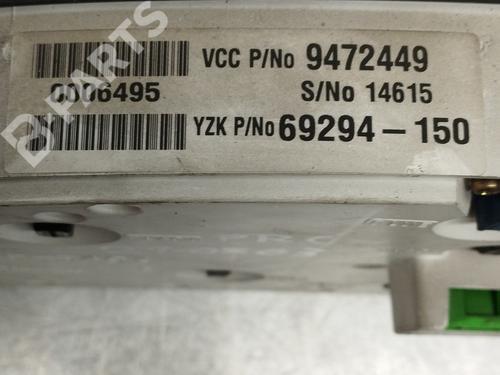 VCC P/No 9472449
0006495 S/No 14615
YZK P/No 69294-150
B-PARTS